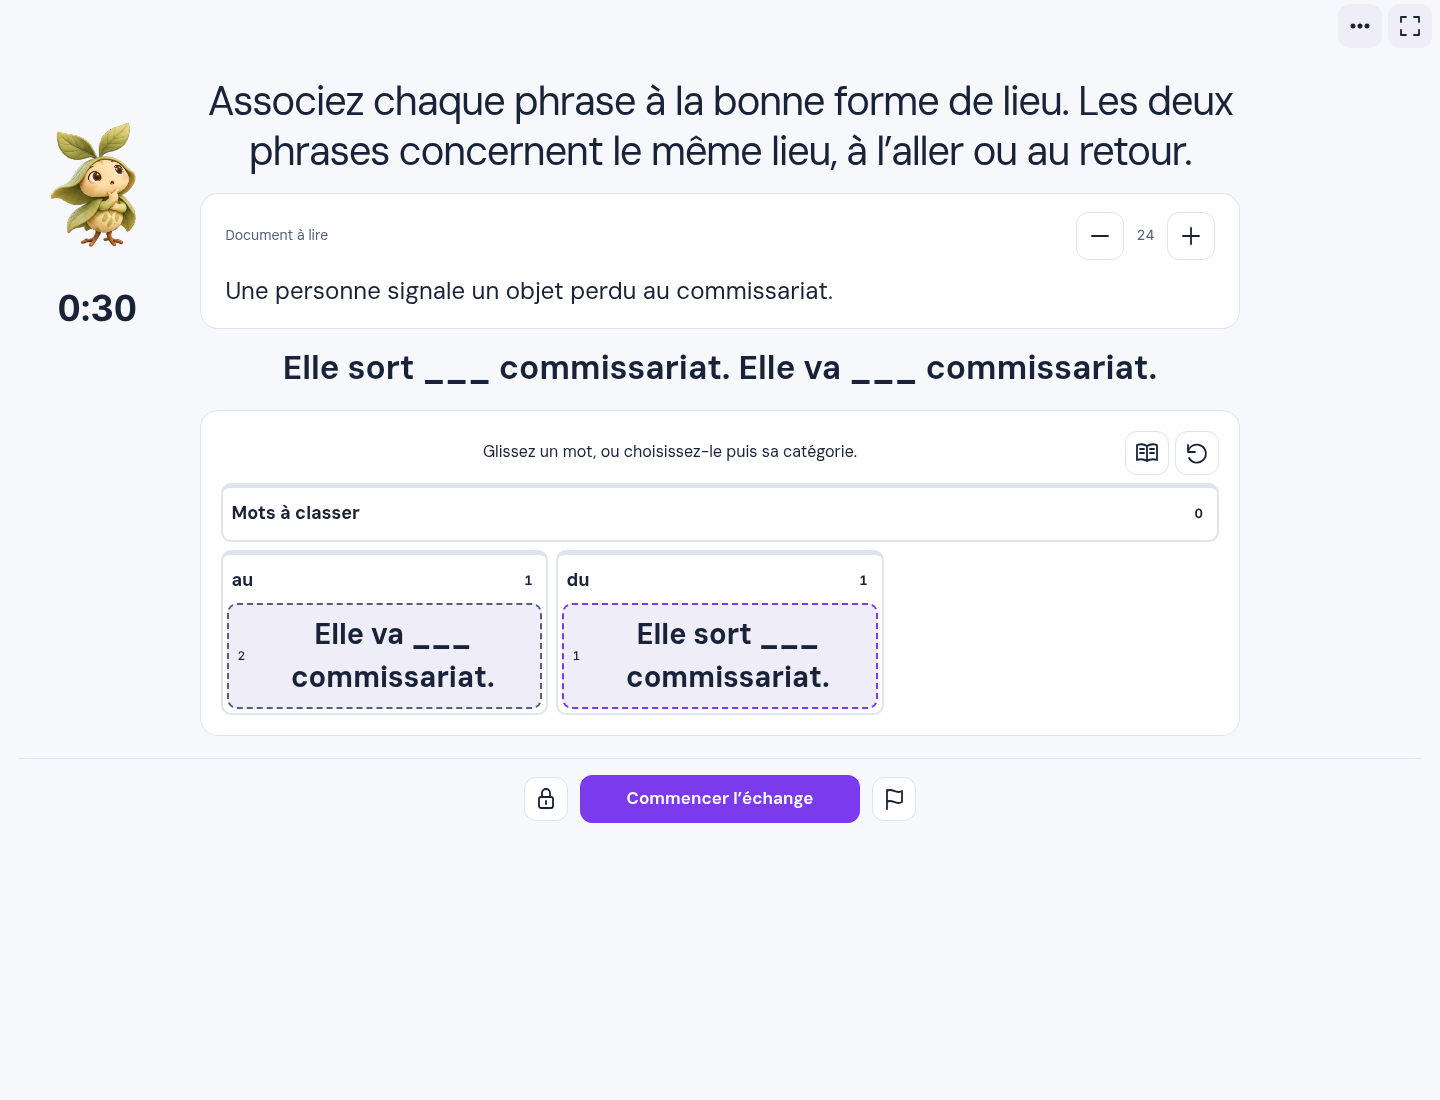 Associez chaque phrase à la bonne forme de lieu. Les deux
phrases concernent le même lieu, à l’aller ou au retour.
0:30
Document à lire
24
Une personne signale un objet perdu au commissariat.
Elle sort ___ commissariat. Elle va ___ commissariat.
Glissez un mot, ou choisissez-le puis sa catégorie.
Mots à classer
0
au
1
2
Elle va ___
commissariat.
du
1
1
Elle sort ___
commissariat.
Commencer l’échange